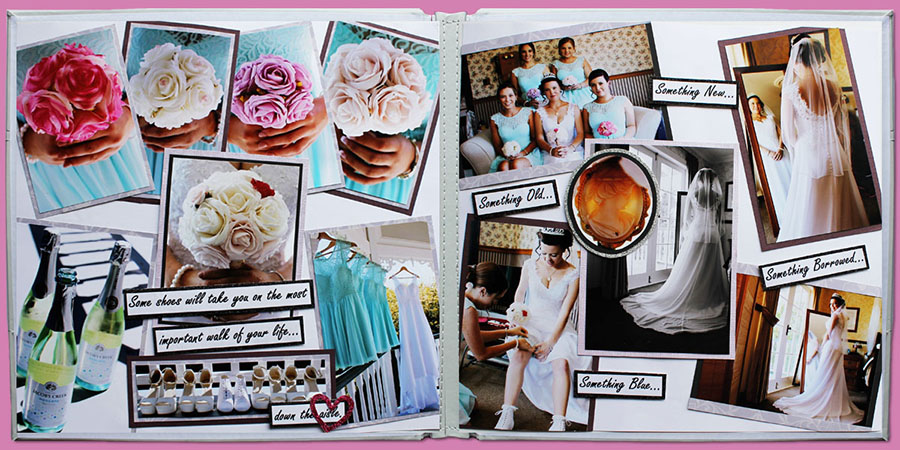 Some shoes will take you on the most
important walk of your life...
down the aisle.
Something New...
Something Old...
Something Borrowed...
Something Blue...